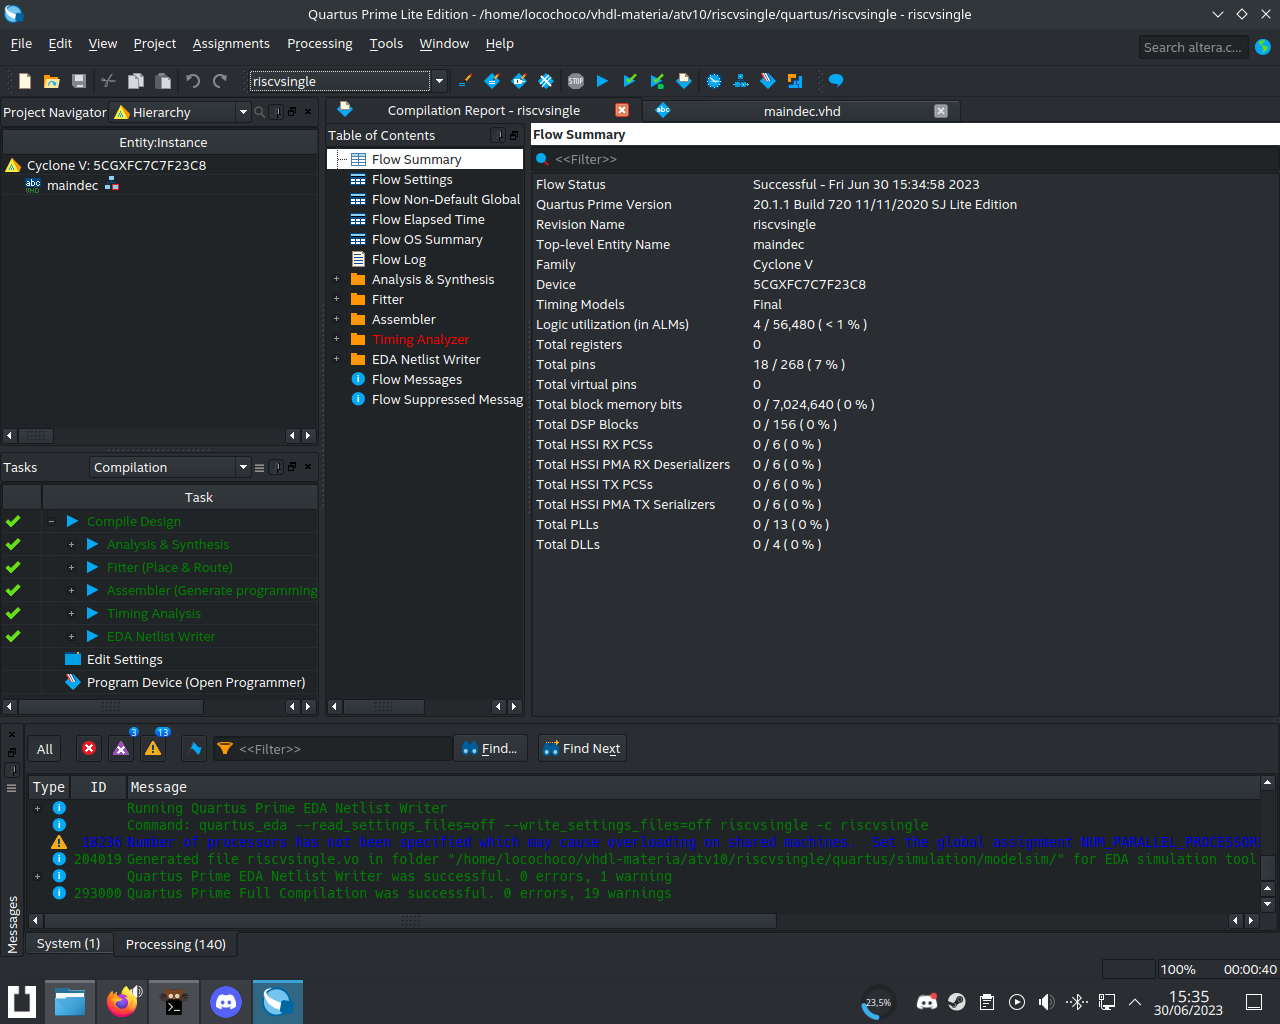 Quartus Prime Lite Edition - /home/locochoco/vhdl-materia/atv10/riscvsingle/quartus/riscvsingle - riscvsingle
File Edit View Project Assignments Processing Tools Window Help
Search altera.c...
riscvsingle
STOP
Project Navigator Hierarchy
Entity:Instance
Cyclone V: 5CGXFC7C7F23C8
abc VHD maindec
Tasks Compilation
Task
Compile Design
Analysis & Synthesis
Fitter (Place & Route)
Assembler (Generate programming
Timing Analysis
EDA Netlist Writer
Edit Settings
Program Device (Open Programmer)
Compilation Report - riscvsingle
abc maindec.vhd
Table of Contents
Flow Summary
Flow Settings
Flow Non-Default Global
Flow Elapsed Time
Flow OS Summary
Flow Log
Analysis & Synthesis
Fitter
Assembler
Timing Analyzer
EDA Netlist Writer
Flow Messages
Flow Suppressed Messag
Flow Summary
<<Filter>>
Flow Status Successful - Fri Jun 30 15:34:58 2023
Quartus Prime Version 20.1.1 Build 720 11/11/2020 SJ Lite Edition
Revision Name riscvsingle
Top-level Entity Name maindec
Family Cyclone V
Device 5CGXFC7C7F23C8
Timing Models Final
Logic utilization (in ALMs) 4 / 56,480 ( < 1 % )
Total registers 0
Total pins 18 / 268 ( 7 % )
Total virtual pins 0
Total block memory bits 0 / 7,024,640 ( 0 % )
Total DSP Blocks 0 / 156 ( 0 % )
Total HSSI RX PCSs 0 / 6 ( 0 % )
Total HSSI PMA RX Deserializers 0 / 6 ( 0 % )
Total HSSI TX PCSs 0 / 6 ( 0 % )
Total HSSI PMA TX Serializers 0 / 6 ( 0 % )
Total PLLs 0 / 13 ( 0 % )
Total DLLs 0 / 4 ( 0 % )
All 3 13 <<Filter>> Find... Find Next
Type ID Message
Running Quartus Prime EDA Netlist Writer
Command: quartus_eda --read_settings_files=off --write_settings_files=off riscvsingle -c riscvsingle
18236 Number of processors has not been specified which may cause overloading on shared machines. Set the global assignment NUM_PARALLEL_PROCESSORS
204019 Generated file riscvsingle.vo in folder "/home/locochoco/vhdl-materia/atv10/riscvsingle/quartus/simulation/modelsim/" for EDA simulation tool
Quartus Prime EDA Netlist Writer was successful. 0 errors, 1 warning
293000 Quartus Prime Full Compilation was successful. 0 errors, 19 warnings
Messages
System (1) Processing (140)
100% 00:00:40
23,5%
15:35
30/06/2023